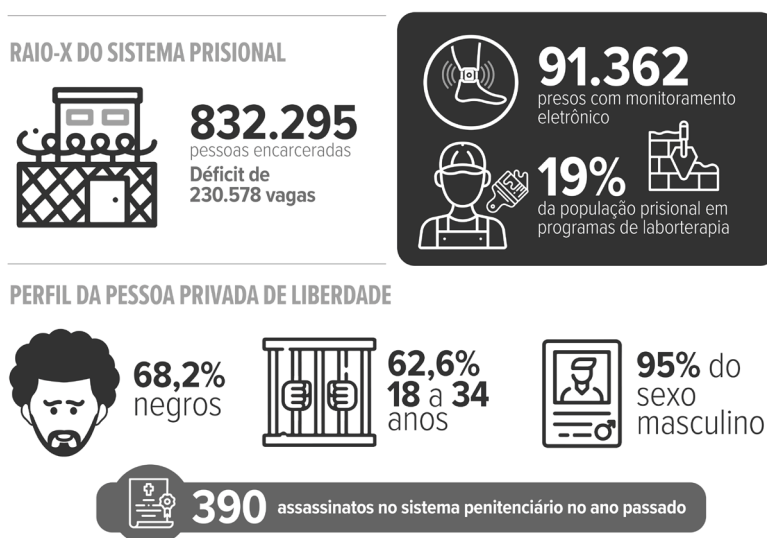 RAIO-X DO SISTEMA PRISIONAL
832.295
pessoas encarceradas
Déficit de
230.578 vagas
91.362
presos com monitoramento
eletrônico
19%
da população prisional em
programas de laborterapia
PERFIL DA PESSOA PRIVADA DE LIBERDADE
68,2%
negros
62,6%
18 a 34
anos
95% do
sexo
masculino
390 assassinatos no sistema penitenciário no ano passado